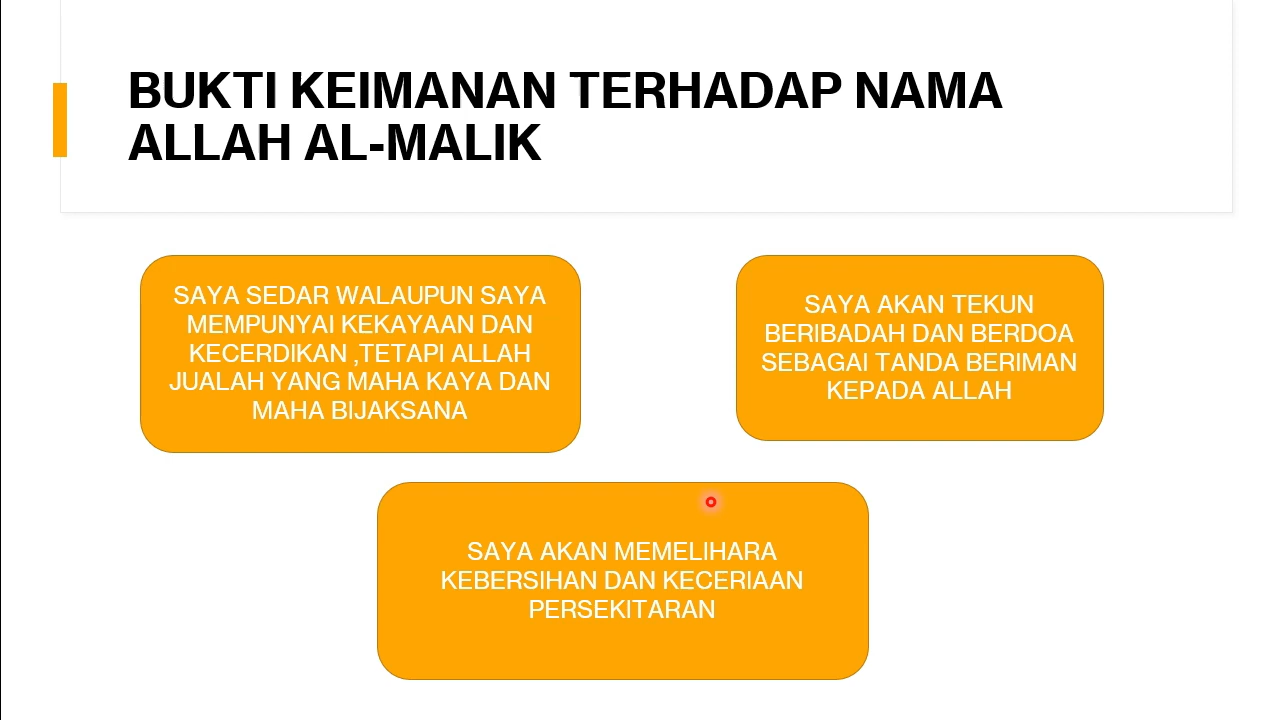 BUKTI KEIMANAN TERHADAP NAMA
ALLAH AL-MALIK
SAYA SEDAR WALAUPUN SAYA
MEMPUNYAI KEKAYAAN DAN
KECERDIKAN ,TETAPI ALLAH
JUALAH YANG MAHA KAYA DAN
MAHA BIJAKSANA
SAYA AKAN TEKUN
BERIBADAH DAN BERDOA
SEBAGAI TANDA BERIMAN
KEPADA ALLAH
SAYA AKAN MEMELIHARA
KEBERSIHAN DAN KECERIAAN
PERSEKITARAN